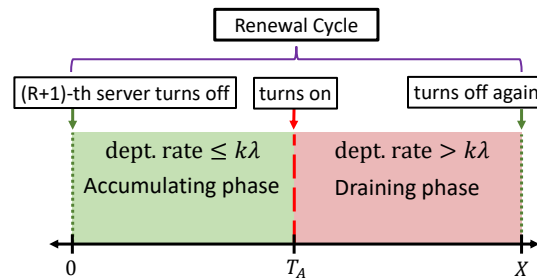 Renewal Cycle
(R+1)-th server turns off
turns on
turns off again
dept. rate ≤ kλ
dept. rate > kλ
Accumulating phase
Draining phase
0
T_A
X